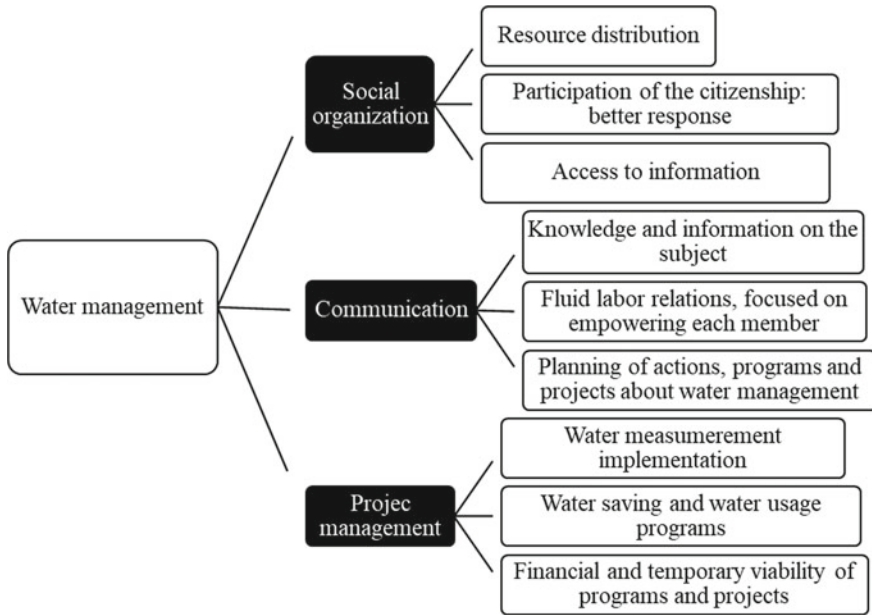 Water management
Social
organization
Resource distribution
Participation of the citizenship:
better response
Access to information
Communication
Knowledge and information on the
subject
Fluid labor relations, focused on
empowering each member
Planning of actions, programs and
projects about water management
Projec
management
Water measumerement
implementation
Water saving and water usage
programs
Financial and temporary viability of
programs and projects